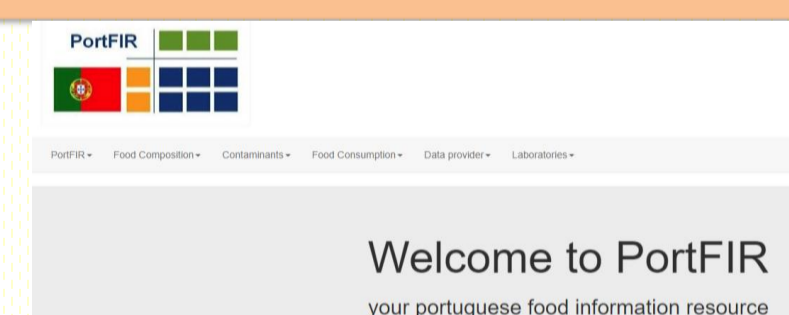 PortFIR
PortFIR Food Composition Contaminants Food Consumption Data provider Laboratories
Welcome to PortFIR
your portuguese food information resource